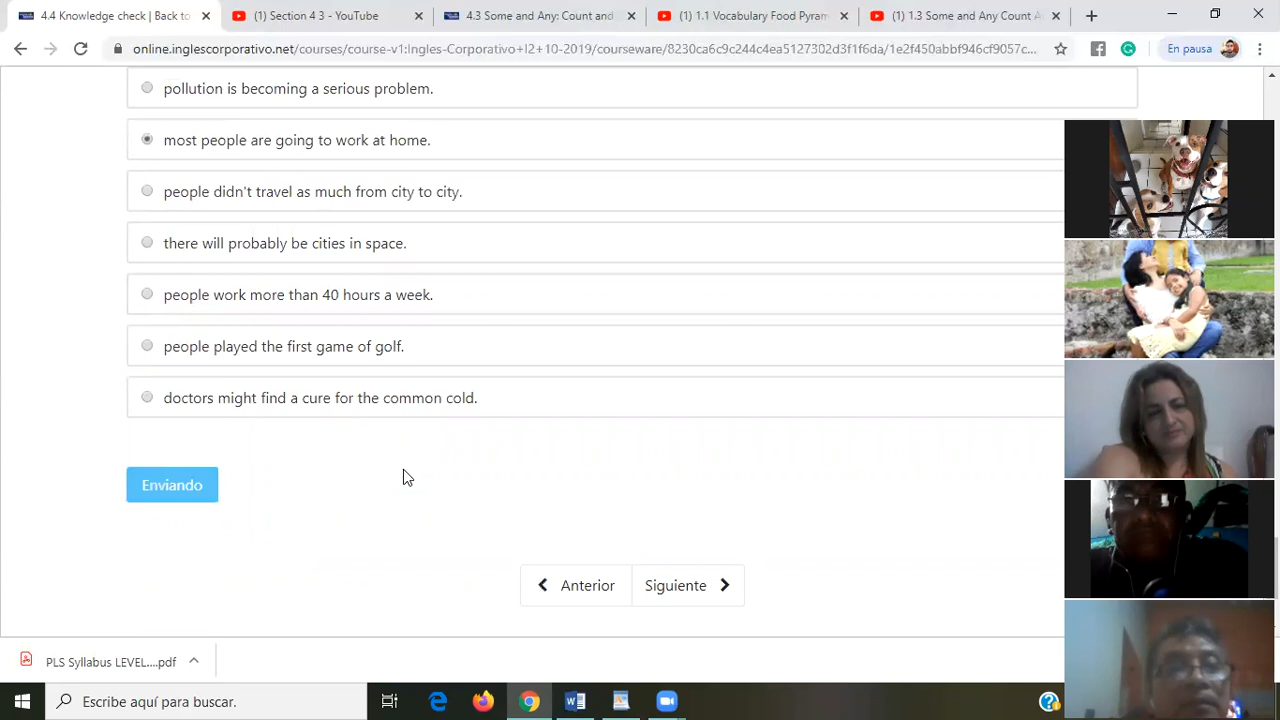 4.4 Knowledge check | Back to
(1) Section 4 3 - YouTube
4.3 Some and Any: Count and
(1) 1.1 Vocabulary Food Pyram
(1) 1.3 Some and Any Count A
online.inglescorporativo.net/courses/course-v1:Ingles-Corporativo+I2+10-2019/courseware/8230ca6c9c244c4ea5127302d3f1f6da/1e2f450abbf946cf9057c...
En pausa
pollution is becoming a serious problem.
most people are going to work at home.
people didn't travel as much from city to city.
there will probably be cities in space.
people work more than 40 hours a week.
people played the first game of golf.
doctors might find a cure for the common cold.
Enviando
Anterior
Siguiente
PLS Syllabus LEVEL....pdf
Escribe aquí para buscar.